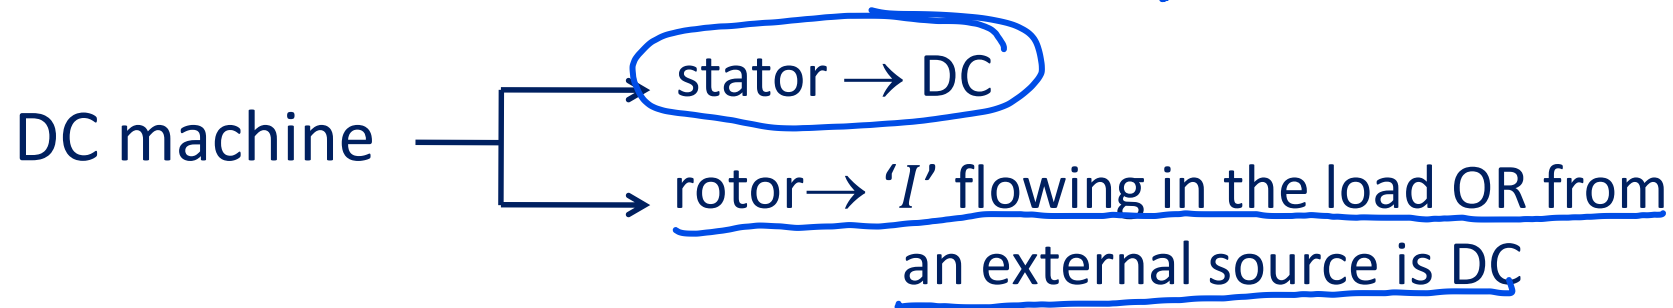 stator → DC
DC machine
rotor→ ‘I’ flowing in the load OR from
an external source is DC